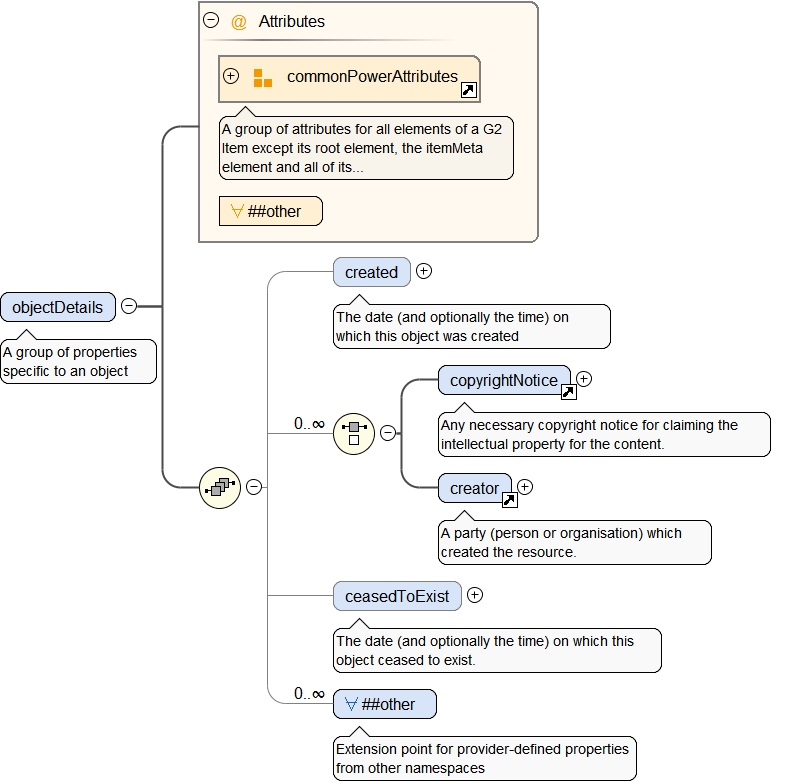 @ Attributes
commonPowerAttributes
A group of attributes for all elements of a G2
Item except its root element, the itemMeta
element and all of its...
##other
objectDetails
A group of properties
specific to an object
created
The date (and optionally the time) on
which this object was created
0..∞
copyrightNotice
Any necessary copyright notice for claiming the
intellectual property for the content.
creator
A party (person or organisation) which
created the resource.
ceasedToExist
The date (and optionally the time) on which this
object ceased to exist.
0..∞
##other
Extension point for provider-defined properties
from other namespaces